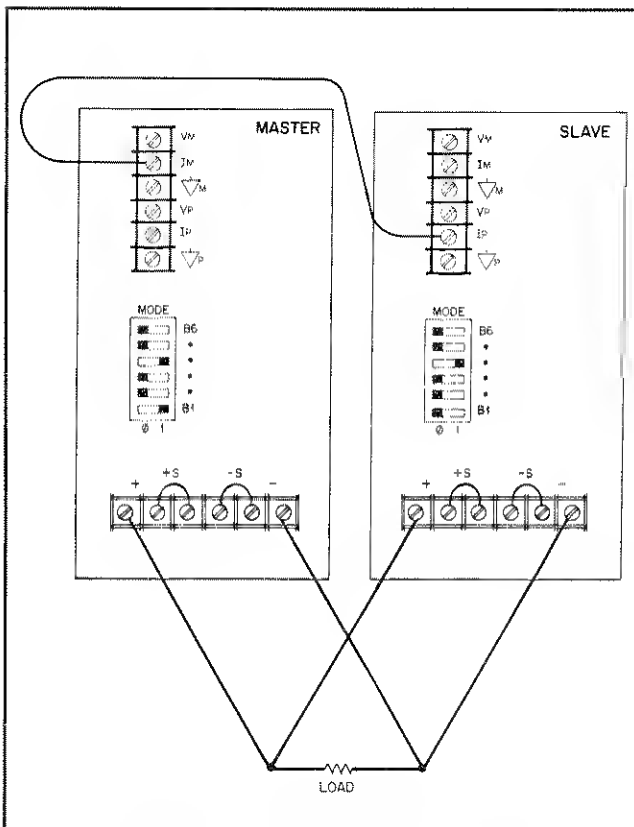 MASTER
VM
IM
M
VP
IP
P
MODE
B6
B1
0 1
+ +S -S -
SLAVE
VM
IM
M
VP
IP
P
MODE
B6
B1
0 1
+ +S -S -
LOAD